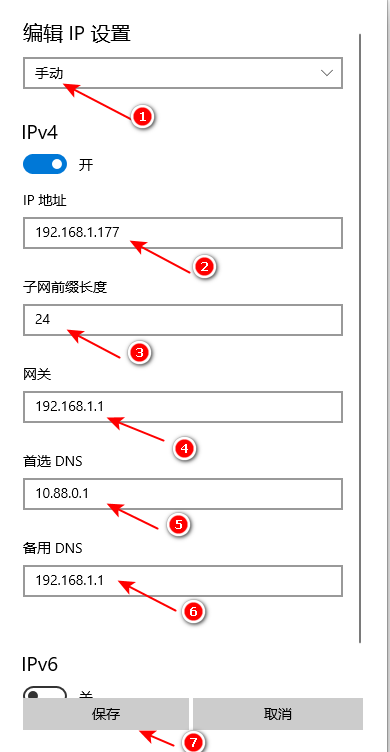 编辑 IP 设置
手动
1
IPv4
开
IP 地址
192.168.1.177
2
子网前缀长度
24
3
网关
192.168.1.1
4
首选 DNS
10.88.0.1
5
备用 DNS
192.168.1.1
6
IPv6
关
保存 取消
7